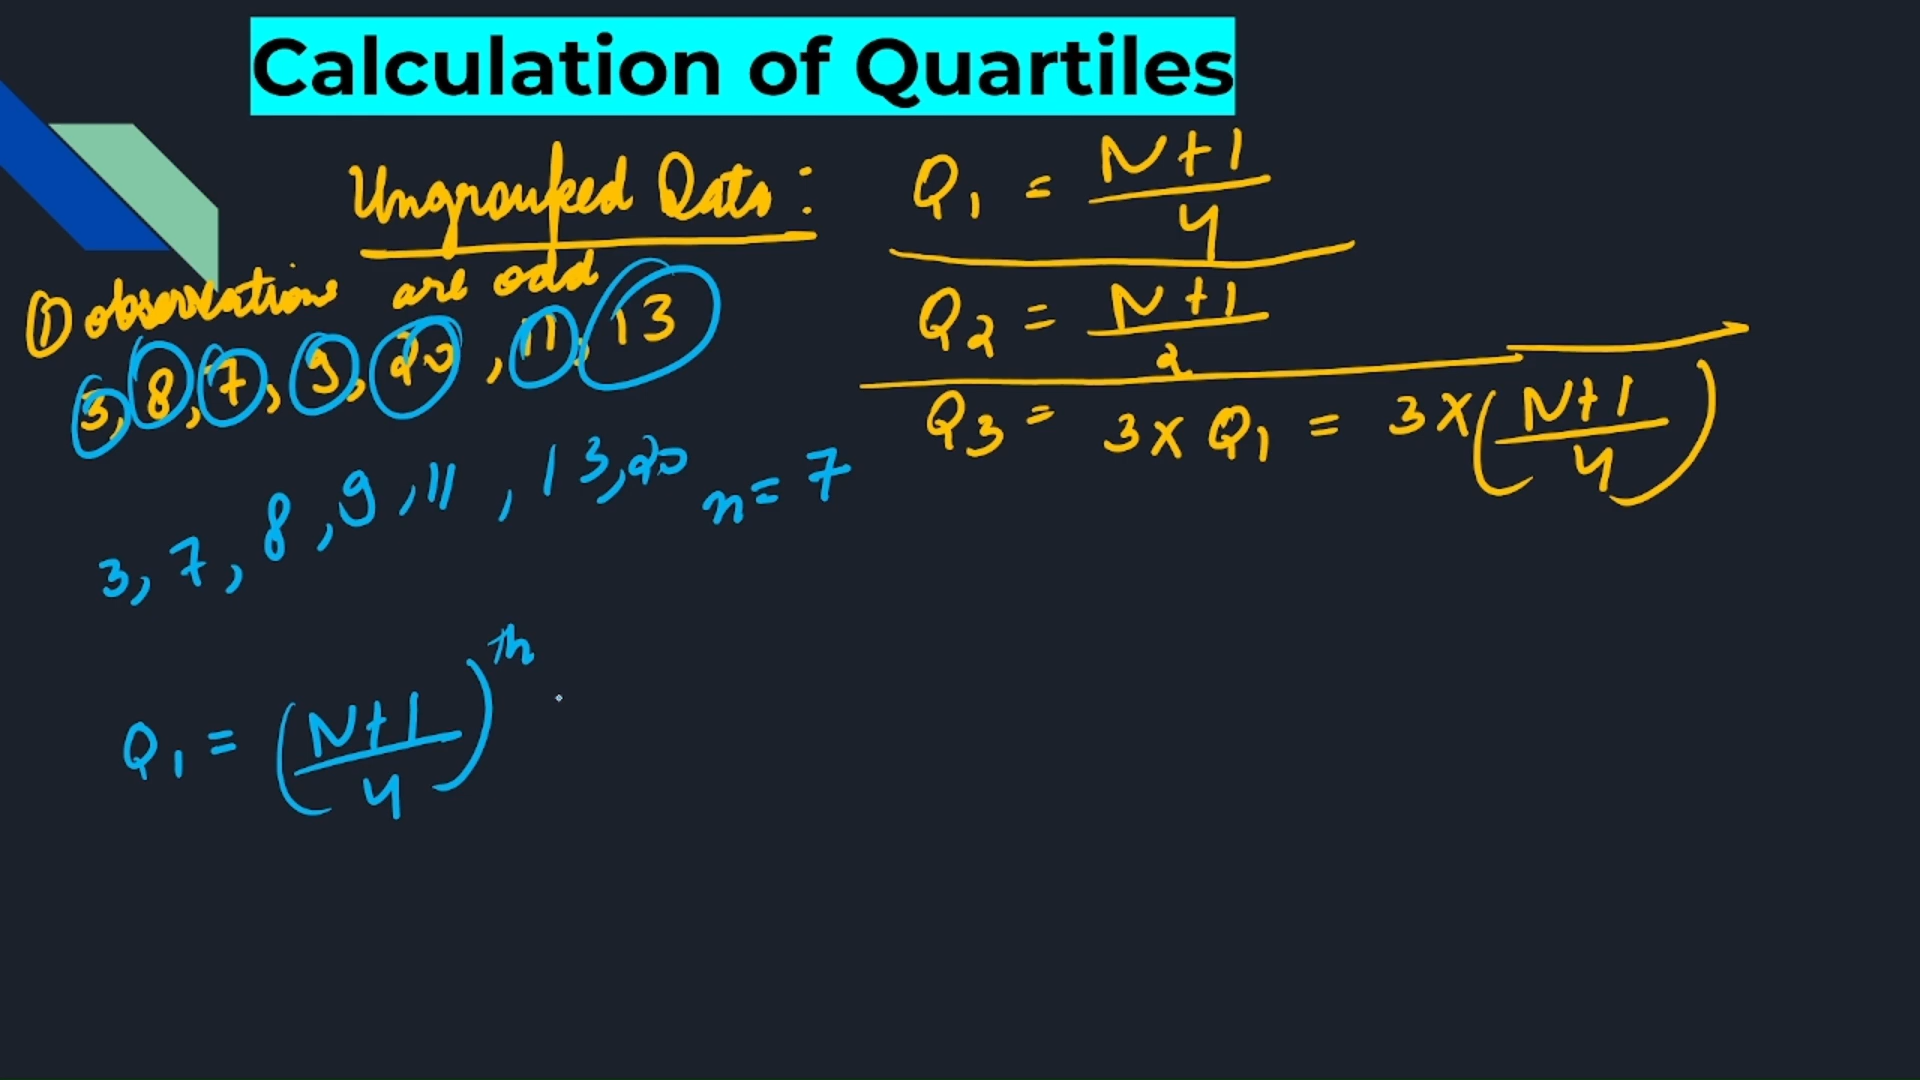 Calculation of Quartiles
Ungrouped Data:
① observations are odd
3, 8, 7, 9, 20, 11, 13
3, 7, 8, 9, 11, 13, 20 n = 7
Q₁ = (N+1/4)ᵗʰ
Q₁ = N+1/4
Q₂ = N+1/2
Q₃ = 3 x Q₁ = 3 x (N+1/4)